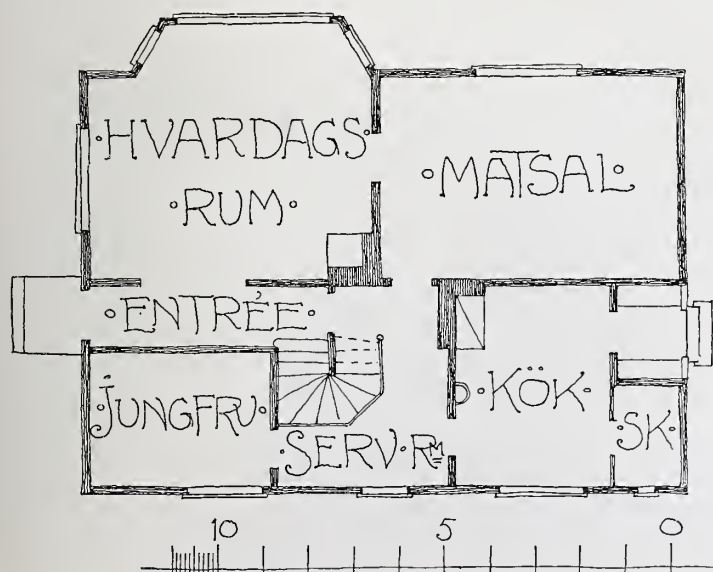 ·HVARDAGS·
·RUM·
·MATSAL·
·ENTRÉE·
·JUNGFRU·
·KÖK·
·SERV·RM
·SK·
10 5 0